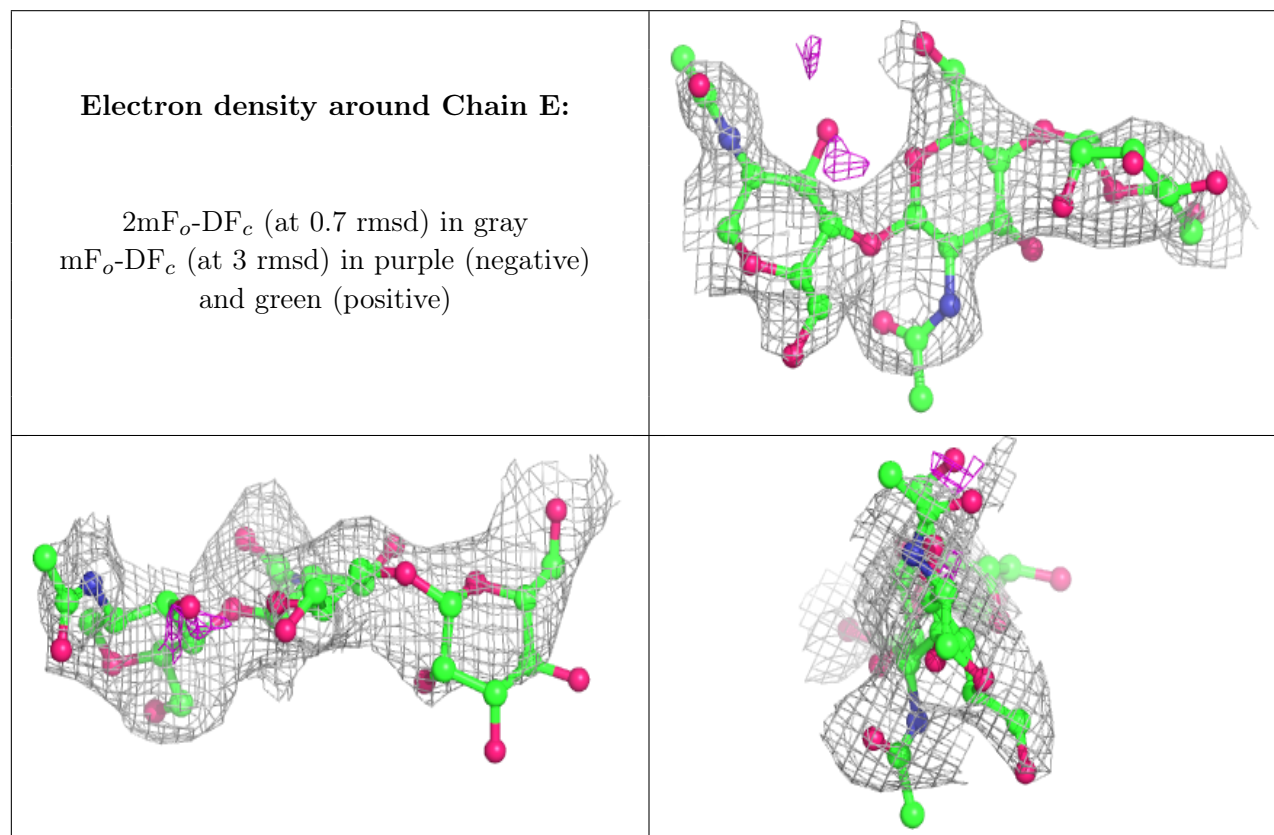 Electron density around Chain E:
2mFo-DFc (at 0.7 rmsd) in gray
mFo-DFc (at 3 rmsd) in purple (negative)
and green (positive)